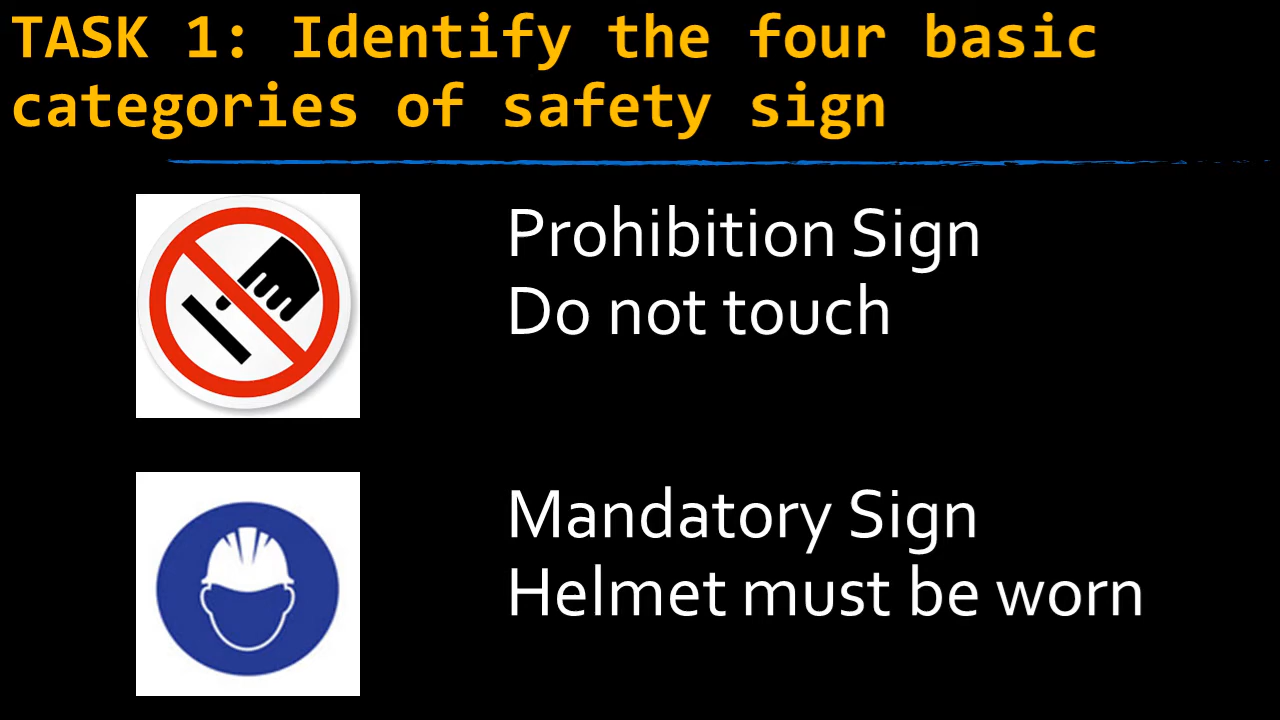 TASK 1: Identify the four basic
categories of safety sign
Prohibition Sign
Do not touch
Mandatory Sign
Helmet must be worn